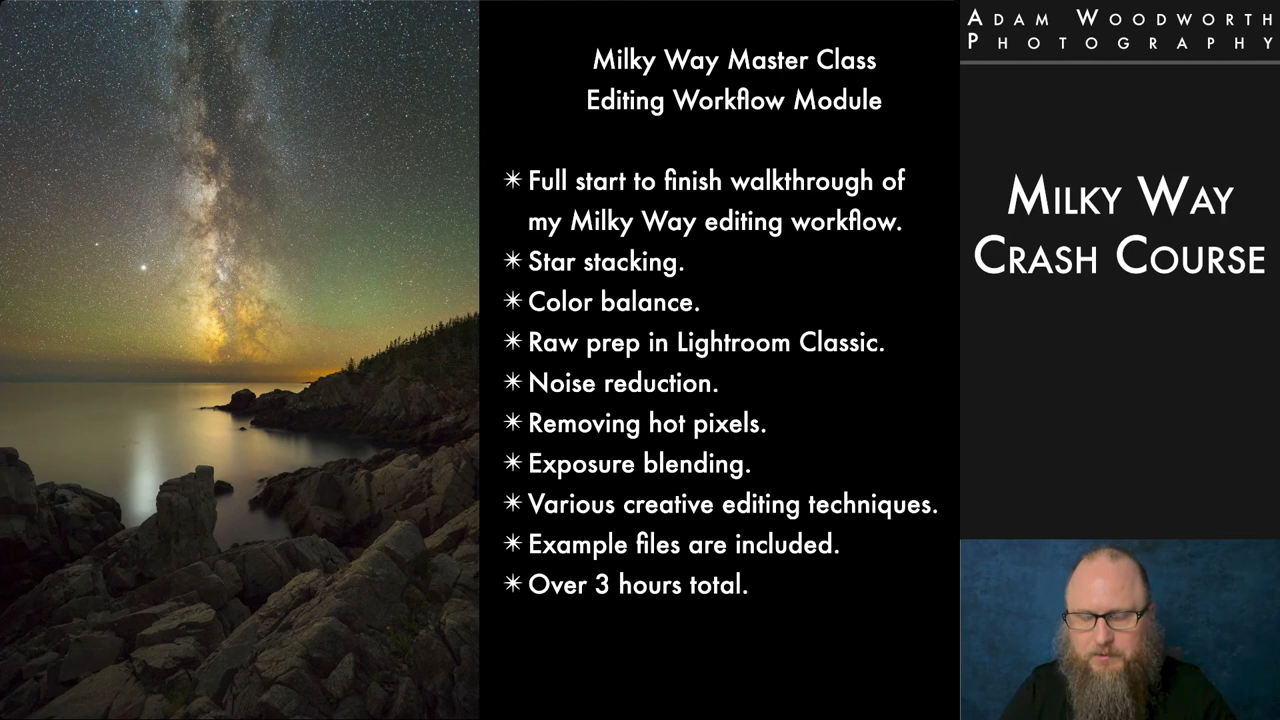 Milky Way Master Class
Editing Workflow Module
✴ Full start to finish walkthrough of
my Milky Way editing workflow.
✴ Star stacking.
✴ Color balance.
✴ Raw prep in Lightroom Classic.
✴ Noise reduction.
✴ Removing hot pixels.
✴ Exposure blending.
✴ Various creative editing techniques.
✴ Example files are included.
✴ Over 3 hours total.
Adam Woodworth
Photography
Milky Way
Crash Course